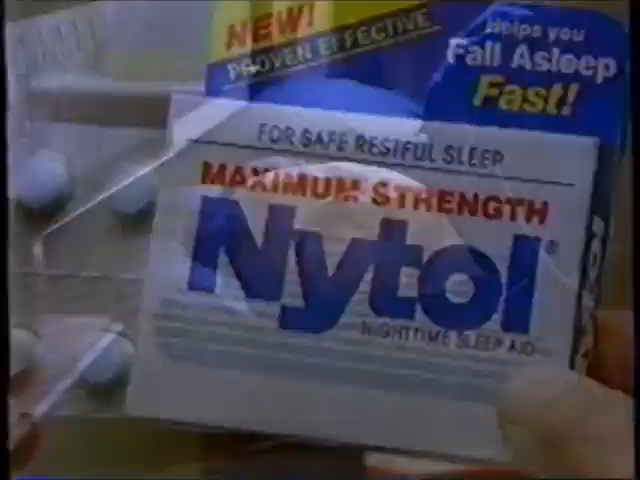 NEW!
PROVEN EFFECTIVE
Helps you
Fall Asleep
Fast!
FOR SAFE RESTFUL SLEEP
MAXIMUM STRENGTH
Nytol®
NIGHTTIME SLEEP AID